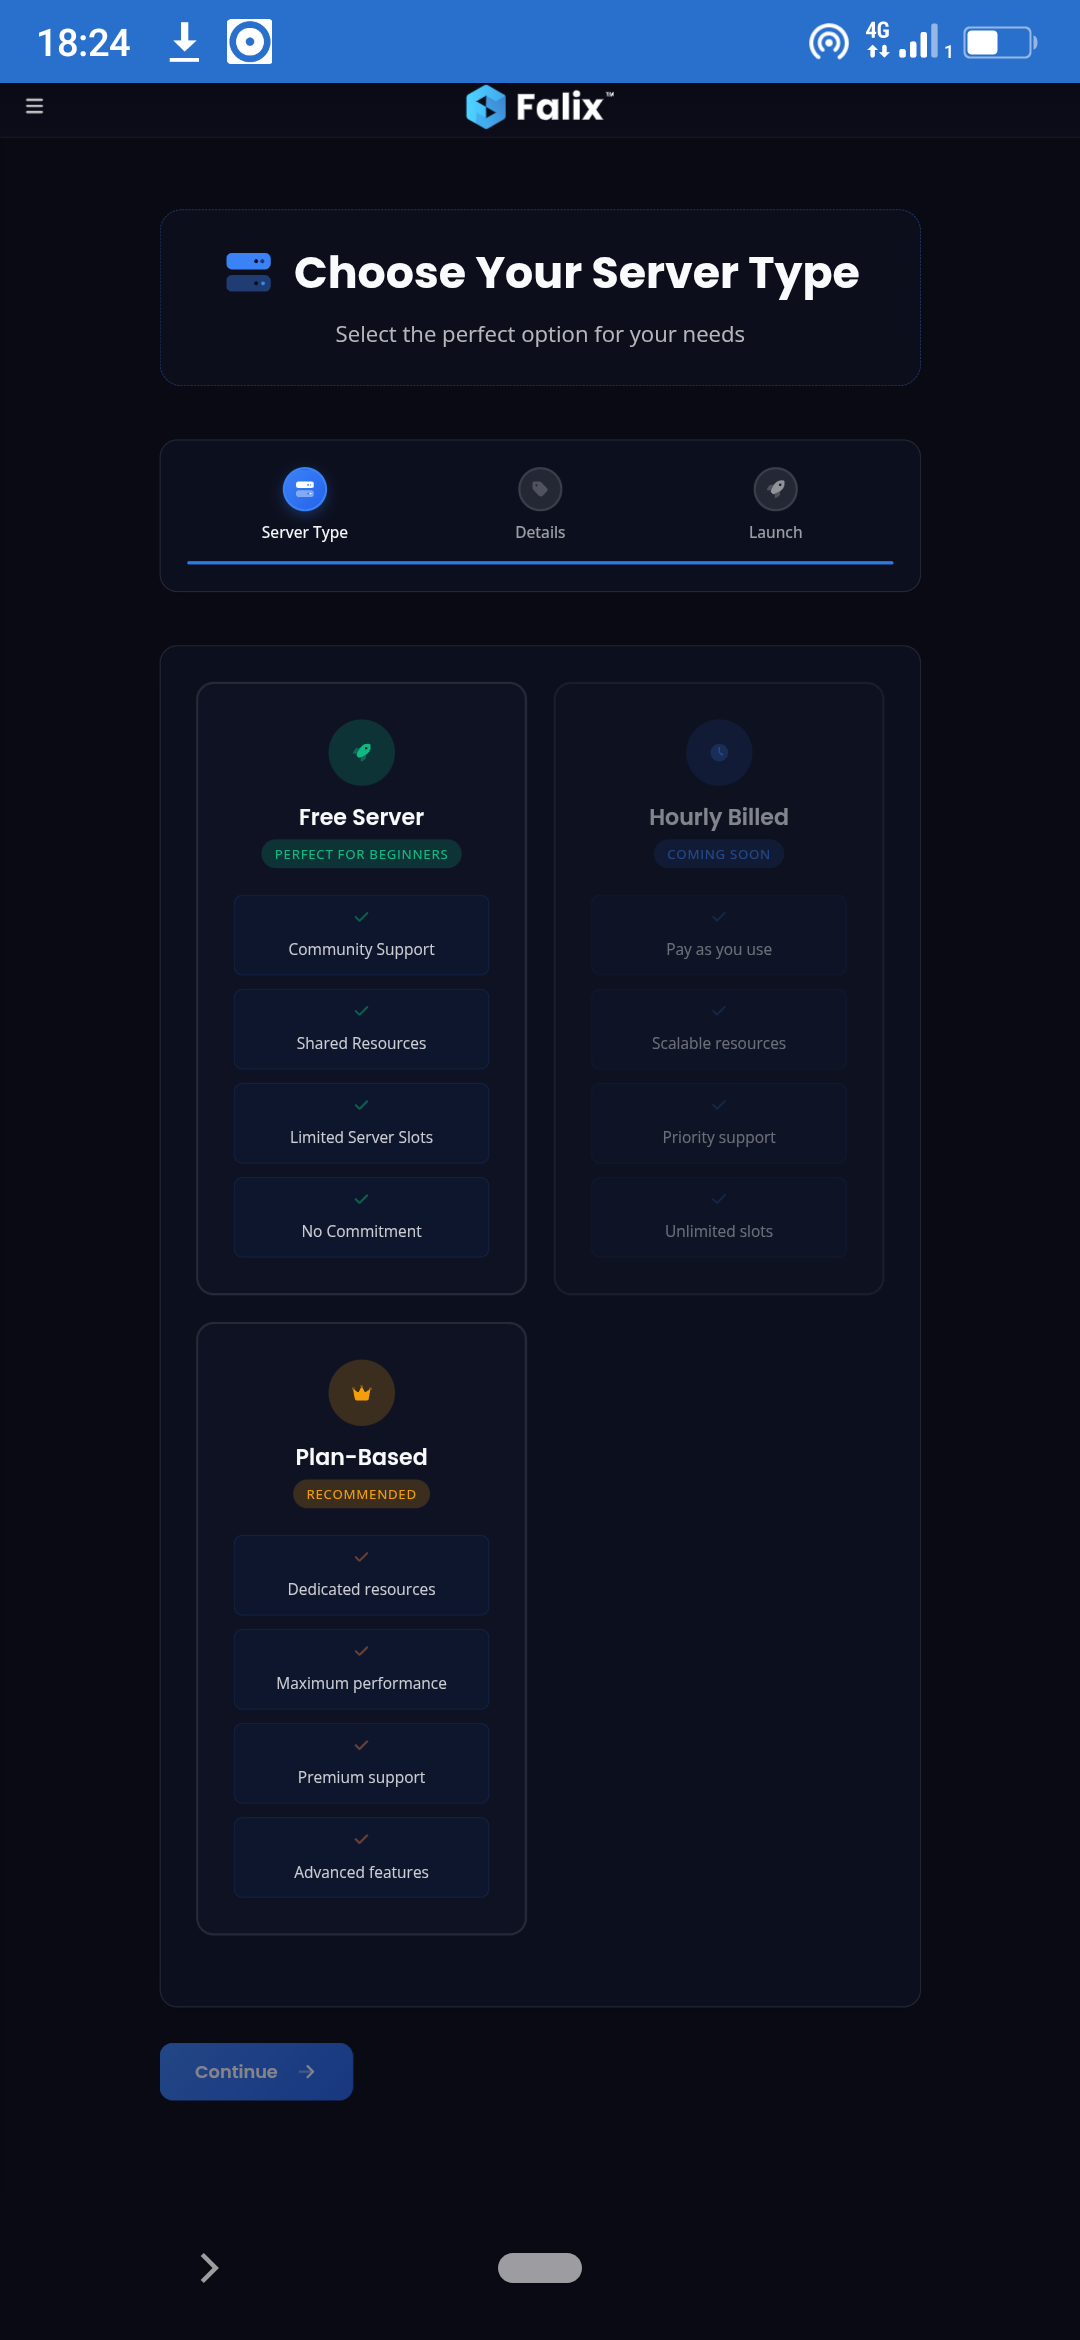 18:24
4G
1
Falix™
Choose Your Server Type
Select the perfect option for your needs
Server Type
Details
Launch
Free Server
PERFECT FOR BEGINNERS
Community Support
Shared Resources
Limited Server Slots
No Commitment
Hourly Billed
COMING SOON
Pay as you use
Scalable resources
Priority support
Unlimited slots
Plan-Based
RECOMMENDED
Dedicated resources
Maximum performance
Premium support
Advanced features
Continue